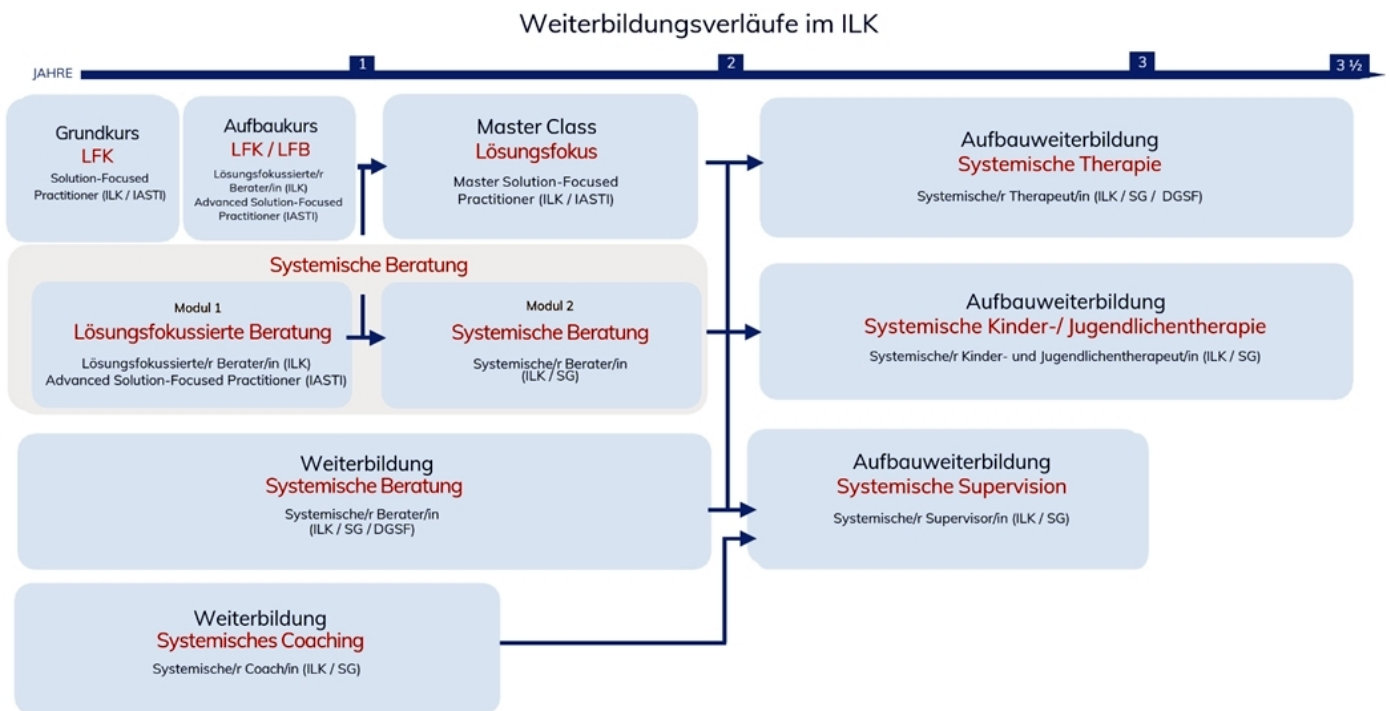 Weiterbildungsverläufe im ILK
JAHRE
1
2
3
3 ½
Grundkurs
LFK
Solution-Focused
Practitioner (ILK / IASTI)
Aufbaukurs
LFK / LFB
Lösungsfokussierte/r
Berater/in (ILK)
Advanced Solution-Focused
Practitioner (IASTI)
Master Class
Lösungsfokus
Master Solution-Focused
Practitioner (ILK / IASTI)
Aufbauweiterbildung
Systemische Therapie
Systemische/r Therapeut/in (ILK / SG / DGSF)
Systemische Beratung
Modul 1
Lösungsfokussierte Beratung
Lösungsfokussierte/r Berater/in (ILK)
Advanced Solution-Focused Practitioner (IASTI)
Modul 2
Systemische Beratung
Systemische/r Berater/in
(ILK / SG)
Aufbauweiterbildung
Systemische Kinder-/ Jugendlichentherapie
Systemische/r Kinder- und Jugendlichentherapeut/in (ILK / SG)
Weiterbildung
Systemische Beratung
Systemische/r Berater/in
(ILK / SG / DGSF)
Aufbauweiterbildung
Systemische Supervision
Systemische/r Supervisor/in (ILK / SG)
Weiterbildung
Systemisches Coaching
Systemische/r Coach/in (ILK / SG)